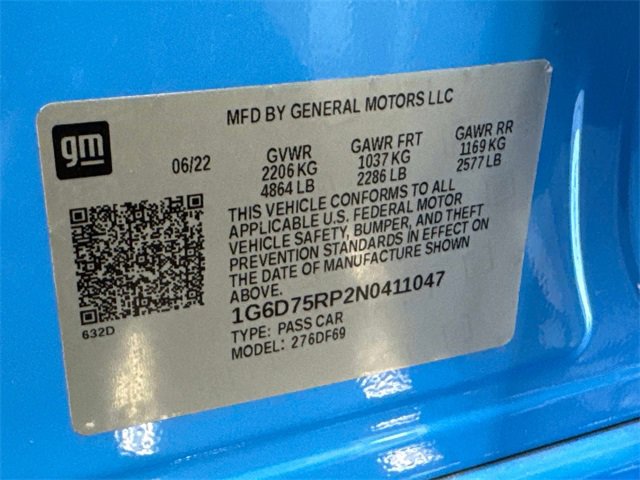 MFD BY GENERAL MOTORS LLC
gm
06/22
GVWR
2206 KG
4864 LB
GAWR FRT
1037 KG
2286 LB
GAWR RR
1169 KG
2577 LB
THIS VEHICLE CONFORMS TO ALL
APPLICABLE U.S. FEDERAL MOTOR
VEHICLE SAFETY, BUMPER, AND THEFT
PREVENTION STANDARDS IN EFFECT ON
THE DATE OF MANUFACTURE SHOWN
ABOVE.
632D
1G6D75RP2N0411047
TYPE: PASS CAR
MODEL: 276DF69